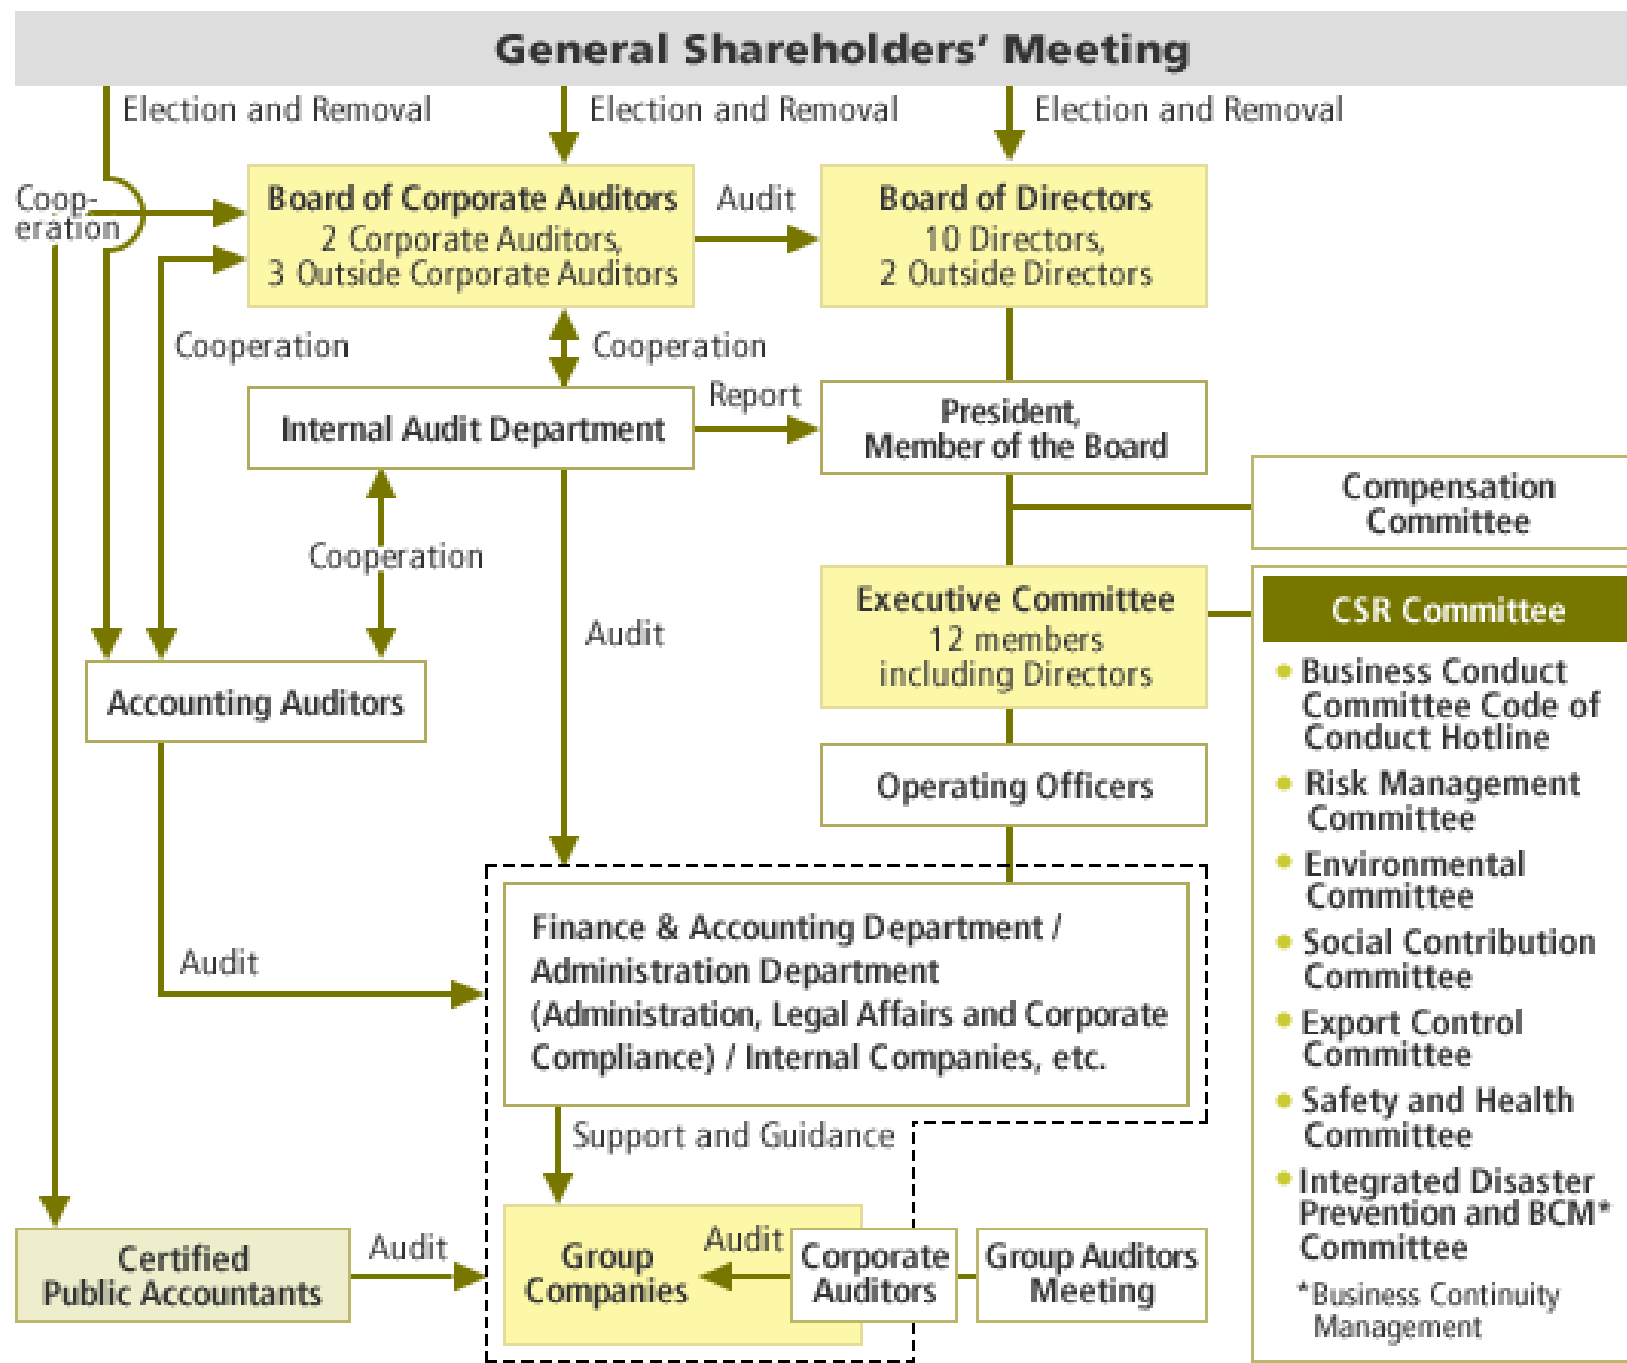 General Shareholders’ Meeting
Election and Removal
Election and Removal
Election and Removal
Coop-
eration
Board of Corporate Auditors
2 Corporate Auditors,
3 Outside Corporate Auditors
Audit
Board of Directors
10 Directors,
2 Outside Directors
Cooperation
Cooperation
Internal Audit Department
Report
President,
Member of the Board
Compensation
Committee
Cooperation
Audit
Executive Committee
12 members
including Directors
Accounting Auditors
Operating Officers
CSR Committee
Business Conduct
Committee Code of
Conduct Hotline
Risk Management
Committee
Environmental
Committee
Social Contribution
Committee
Export Control
Committee
Safety and Health
Committee
Integrated Disaster
Prevention and BCM*
Committee
*Business Continuity
Management
Audit
Finance & Accounting Department /
Administration Department
(Administration, Legal Affairs and Corporate
Compliance) / Internal Companies, etc.
Support and Guidance
Certified
Public Accountants
Audit
Group
Companies
Audit
Corporate
Auditors
Group Auditors
Meeting